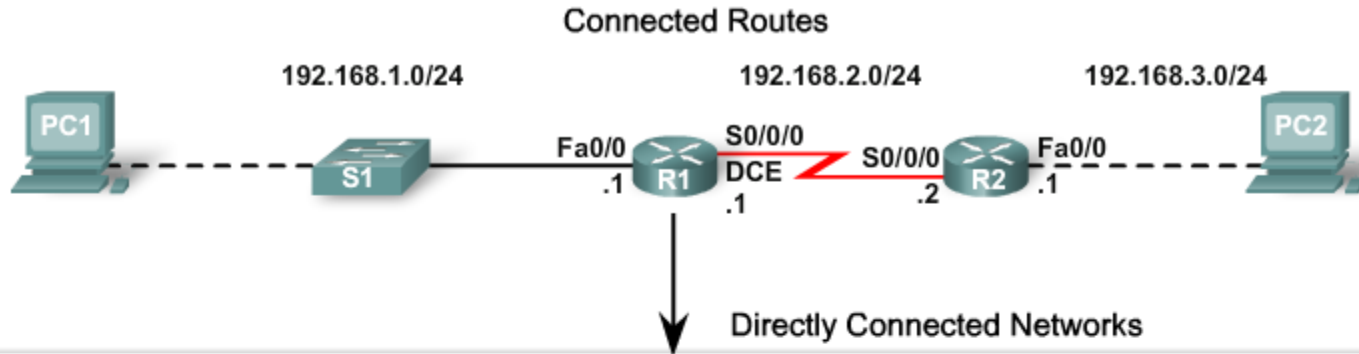 Connected Routes
192.168.1.0/24
192.168.2.0/24
192.168.3.0/24
PC1
S1
Fa0/0
.1
R1
S0/0/0
DCE
.1
S0/0/0
.2
R2
Fa0/0
.1
PC2
Directly Connected Networks